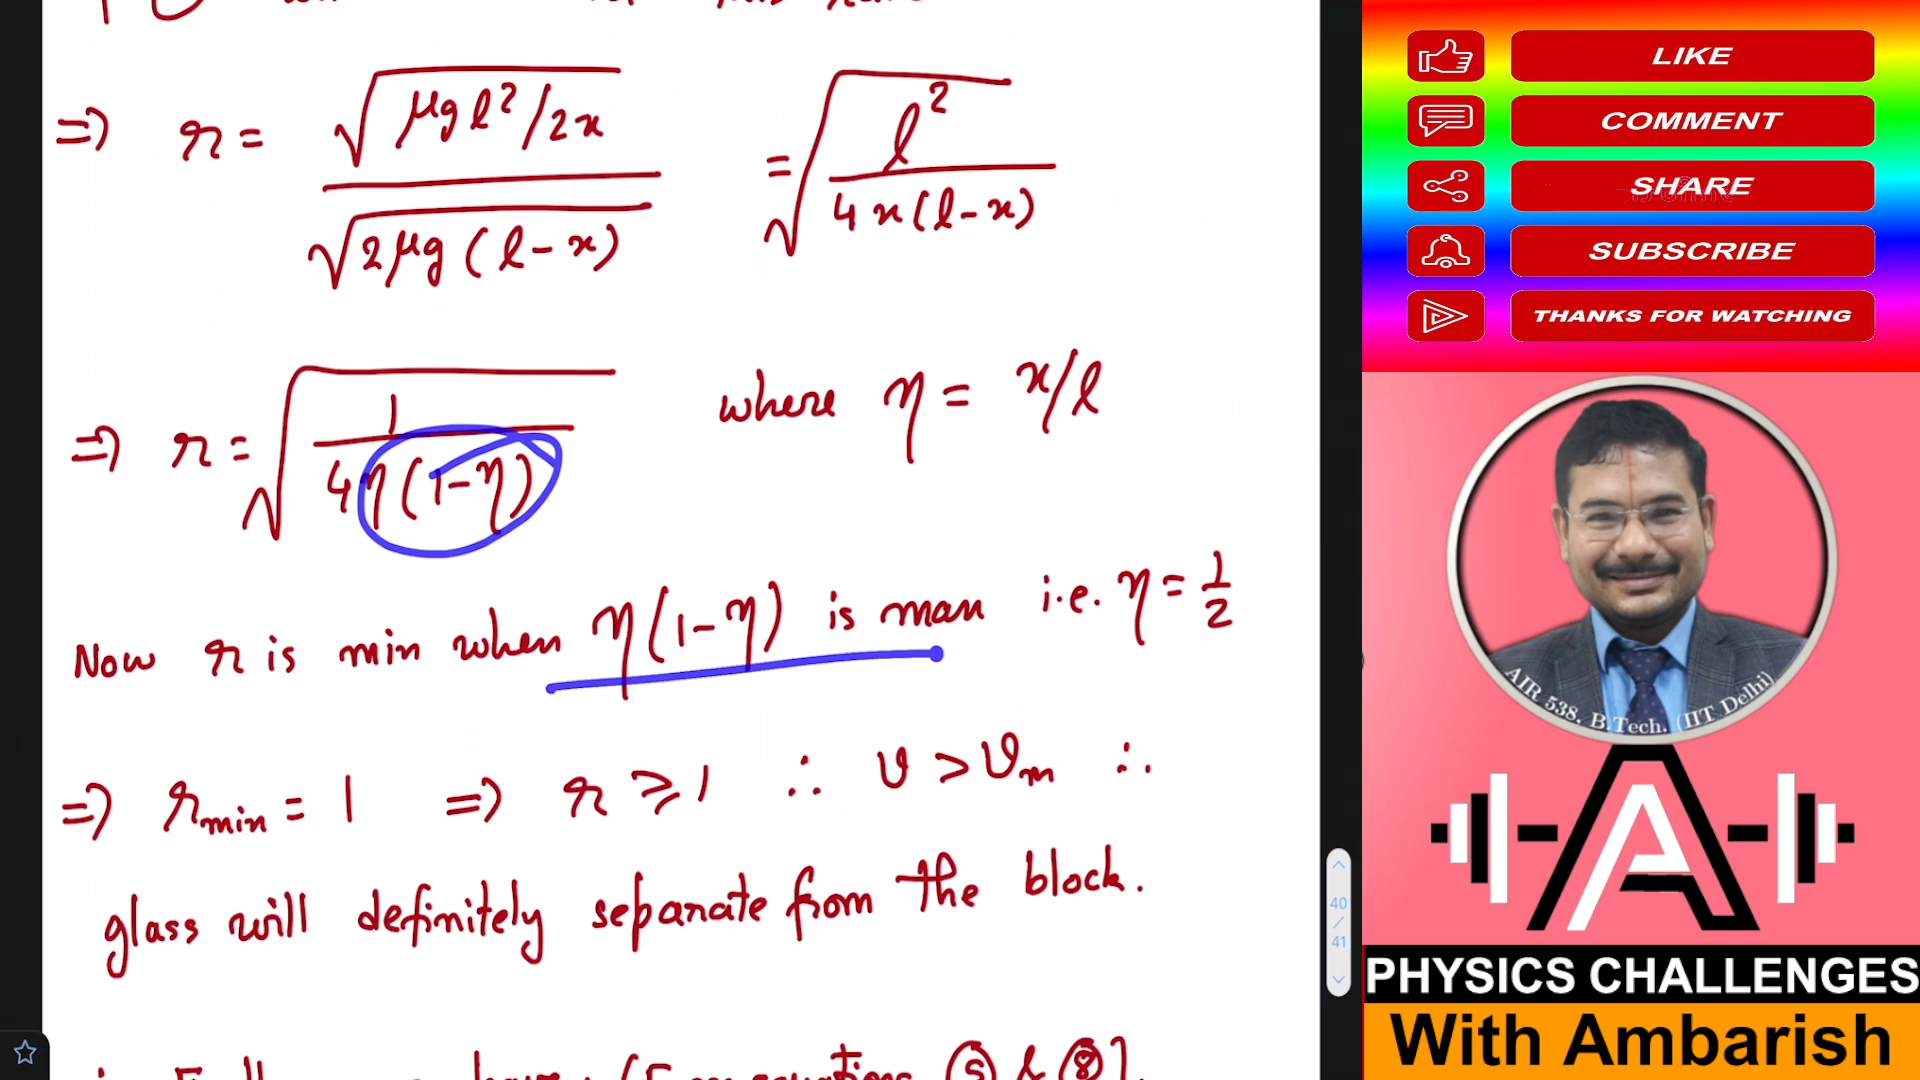 ⇒ r = √(μgl²/2x) / √(2μg(l-x)) = √(l² / 4x(l-x))
⇒ r = √(1 / 4η(1-η)) where η = x/l
Now r is min when η(1-η) is max i.e. η = 1/2
⇒ r_min = 1 ⇒ r ⩾ 1 ∴ v > v_m ∴
glass will definitely separate from the block.
40
/
41
LIKE
COMMENT
SHARE
SUBSCRIBE
THANKS FOR WATCHING
AIR 538, B.Tech. (IIT Delhi)
A
PHYSICS CHALLENGES
With Ambarish